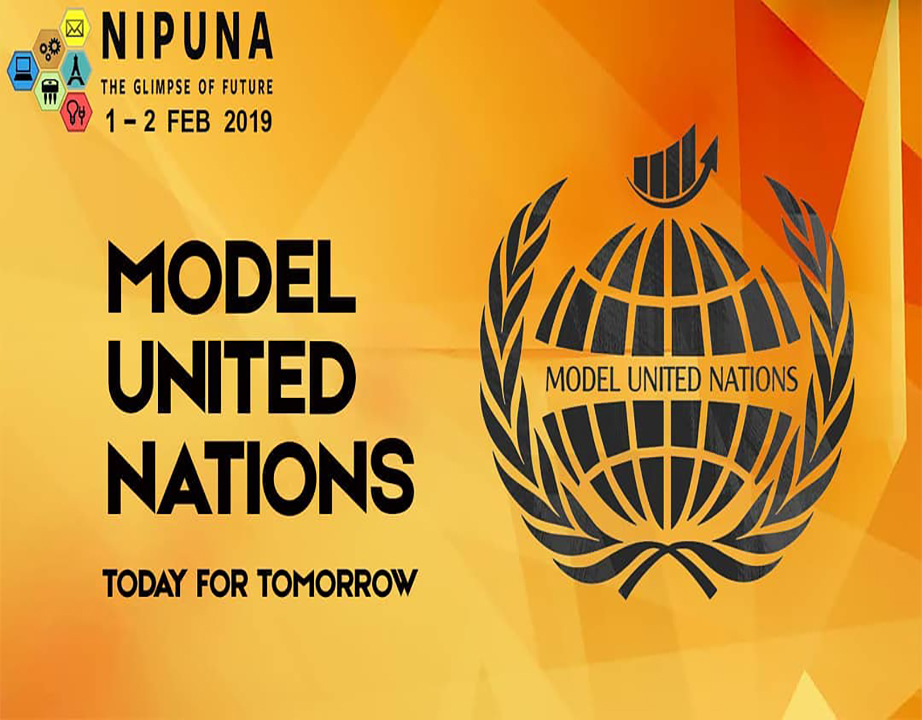 NIPUNA
THE GLIMPSE OF FUTURE
1 - 2 FEB 2019
MODEL
UNITED
NATIONS
TODAY FOR TOMORROW
MODEL UNITED NATIONS